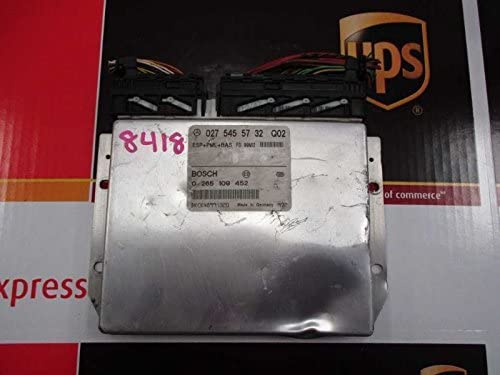 ups
8418
027 545 57 32 Q02
ESP+PML+BAS
BOSCH
0 265 109 452
Made in Germany
of commerce™
express